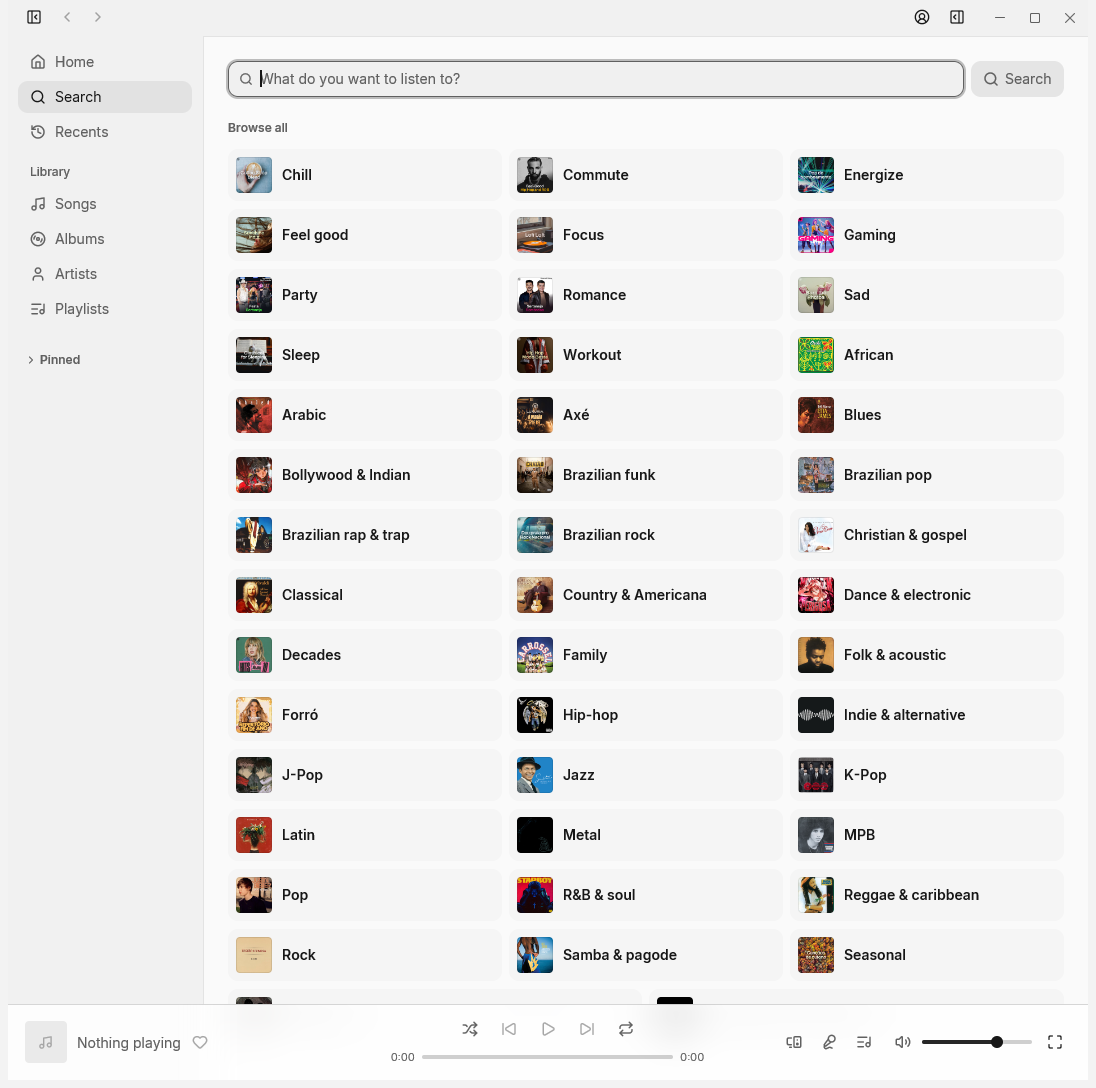 Home
Search
Recents
Library
Songs
Albums
Artists
Playlists
Pinned
What do you want to listen to?
Search
Browse all
Chill
Commute
Energize
Feel good
Focus
Gaming
Party
Romance
Sad
Sleep
Workout
African
Arabic
Axé
Blues
Bollywood & Indian
Brazilian funk
Brazilian pop
Brazilian rap & trap
Brazilian rock
Christian & gospel
Classical
Country & Americana
Dance & electronic
Decades
Family
Folk & acoustic
Forró
Hip-hop
Indie & alternative
J-Pop
Jazz
K-Pop
Latin
Metal
MPB
Pop
R&B & soul
Reggae & caribbean
Rock
Samba & pagode
Seasonal
Nothing playing
0:00
0:00